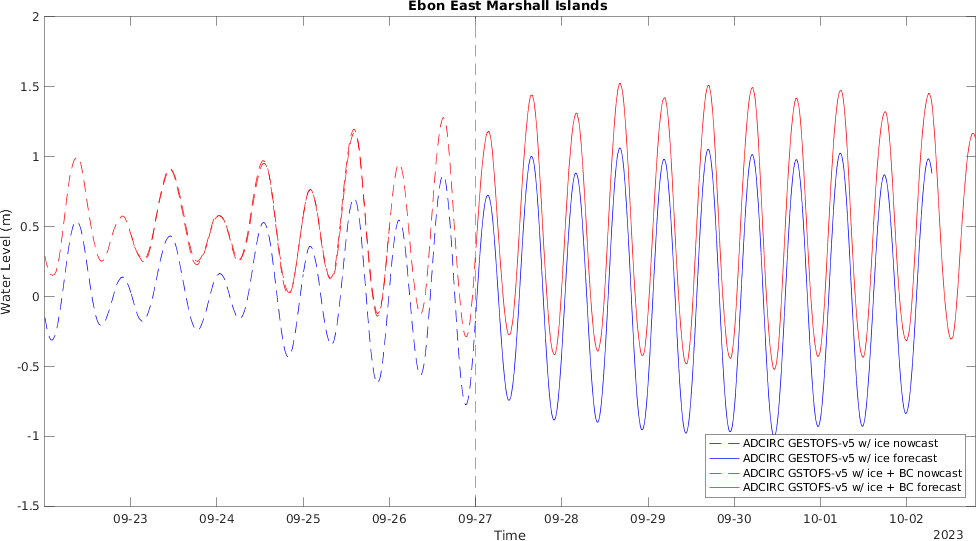 Ebon East Marshall Islands
2
1.5
1
0.5
0
-0.5
-1
-1.5
Water Level (m)
ADCIRC GESTOFS-v5 w/ ice nowcast
ADCIRC GESTOFS-v5 w/ ice forecast
ADCIRC GSTOFS-v5 w/ ice + BC nowcast
ADCIRC GSTOFS-v5 w/ ice + BC forecast
09-23 09-24 09-25 09-26 09-27 09-28 09-29 09-30 10-01 10-02
Time
2023